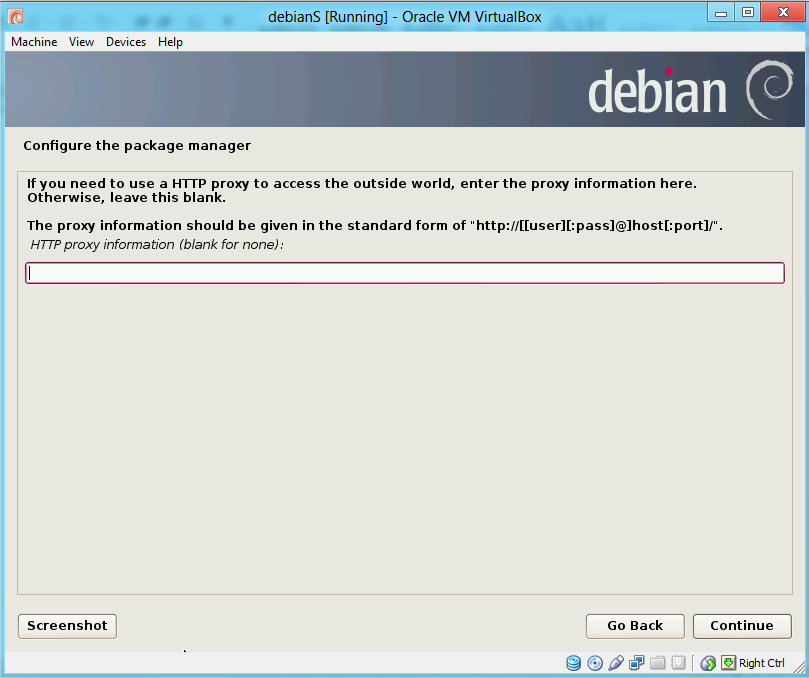 debianS [Running] - Oracle VM VirtualBox
Machine View Devices Help
debian
Configure the package manager
If you need to use a HTTP proxy to access the outside world, enter the proxy information here.
Otherwise, leave this blank.
The proxy information should be given in the standard form of "http://[[user][:pass]@]host[:port]/".
HTTP proxy information (blank for none):
Screenshot Go Back Continue
Right Ctrl